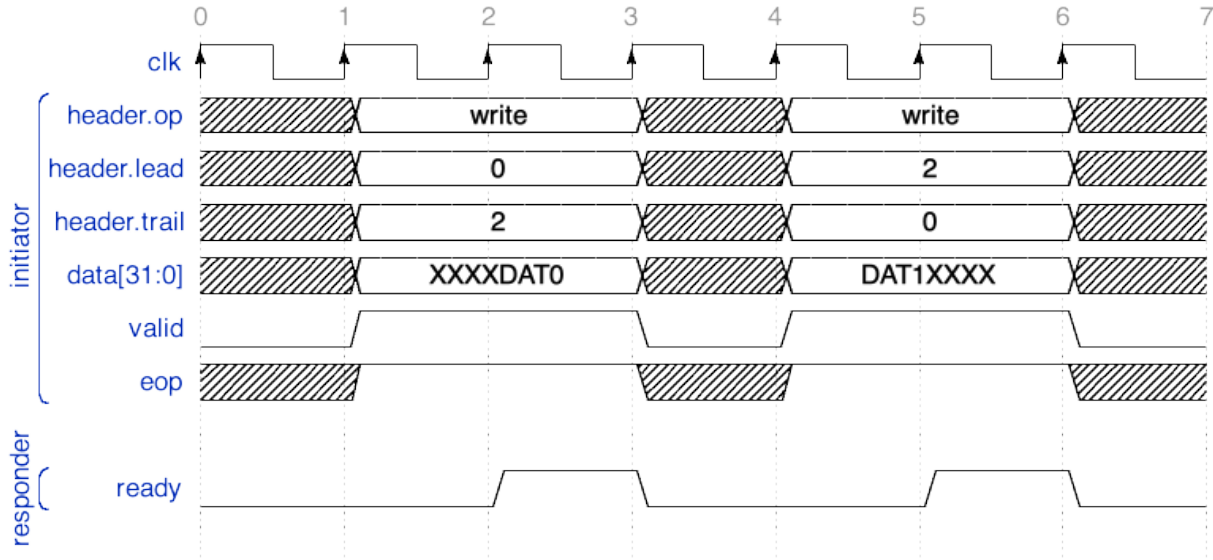 0 1 2 3 4 5 6 7
clk
header.op write write
header.lead 0 2
header.trail 2 0
data[31:0] XXXXDAT0 DAT1XXXX
valid
eop
initiator
ready
responder